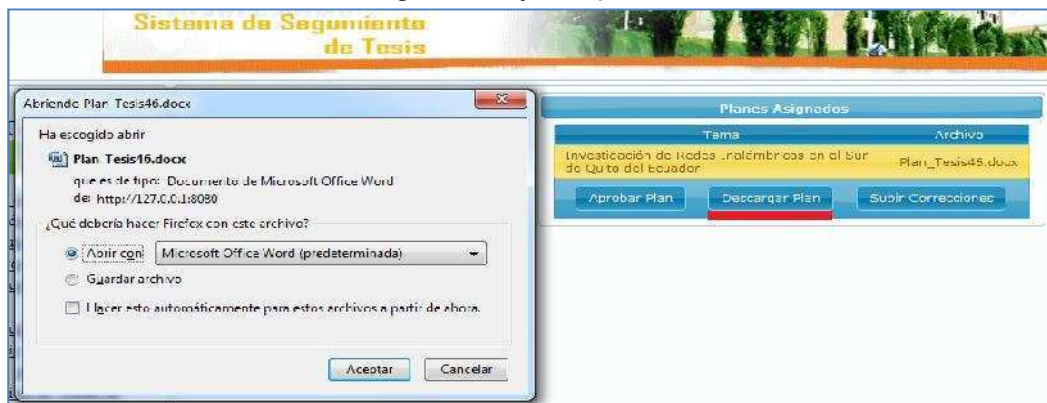 Sistema de Seguimiento
de Tesis
Abriendo Plan_Tesis46.docx
Ha escogido abrir
Plan_Tesis46.docx
que es de tipo: Documento de Microsoft Office Word
de: http://127.0.0.1:8080
¿Qué debería hacer Firefox con este archivo?
Abrir con Microsoft Office Word (predeterminada)
Guardar archivo
Hacer esto automáticamente para estos archivos a partir de ahora.
Aceptar Cancelar
Planes Asignados
Tema Archivo
Investigación de Redes Inalámbricas en el Sur
de Quito del Ecuador
Plan_Tesis45.docx
Aprobar Plan Descargar Plan Subir Correcciones